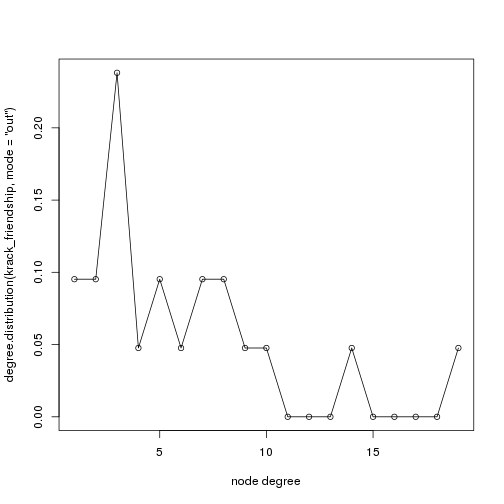 degree.distribution(krack_friendship, mode = "out")
0.20
0.15
0.10
0.05
0.00
5 10 15
node degree